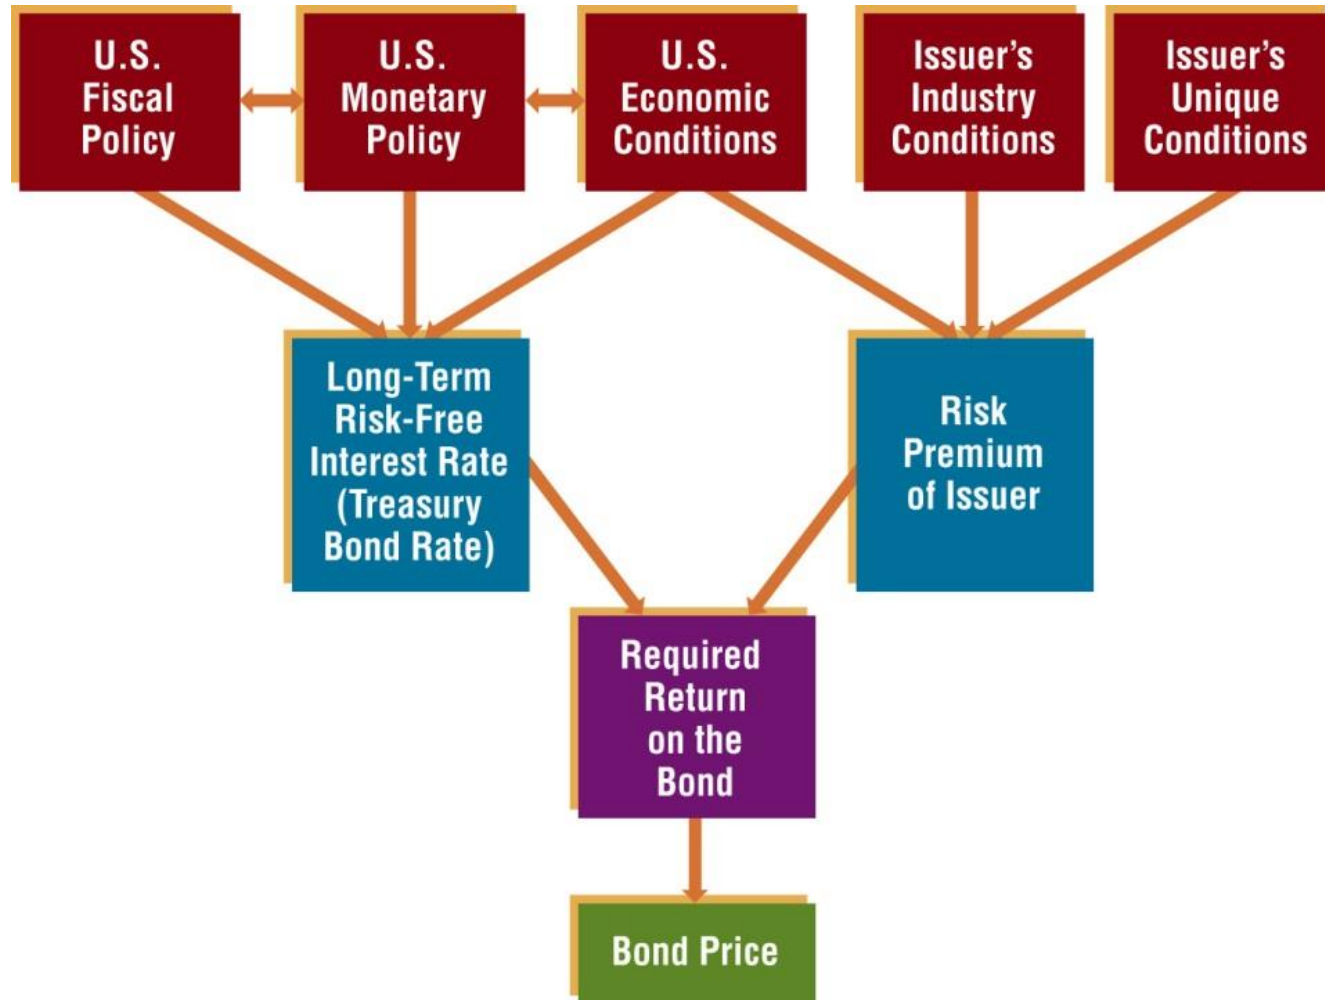 U.S.
Fiscal
Policy
U.S.
Monetary
Policy
U.S.
Economic
Conditions
Issuer's
Industry
Conditions
Issuer's
Unique
Conditions
Long-Term
Risk-Free
Interest Rate
(Treasury
Bond Rate)
Risk
Premium
of Issuer
Required
Return
on the
Bond
Bond Price